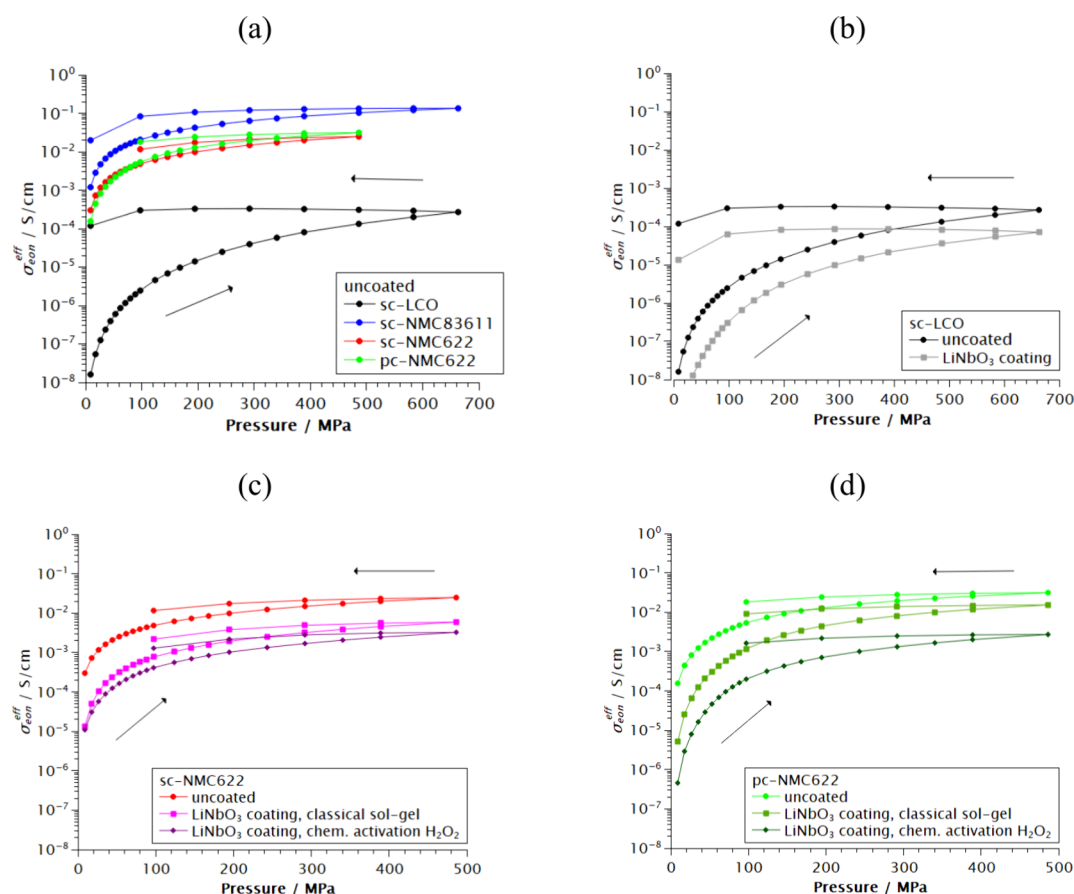 (a)
10⁰
10⁻¹
10⁻²
10⁻³
10⁻⁴
10⁻⁵
10⁻⁶
10⁻⁷
10⁻⁸
σ_eon^eff / S/cm
0 100 200 300 400 500 600 700
Pressure / MPa
uncoated
sc-LCO
sc-NMC83611
sc-NMC622
pc-NMC622
(b)
10⁰
10⁻¹
10⁻²
10⁻³
10⁻⁴
10⁻⁵
10⁻⁶
10⁻⁷
10⁻⁸
σ_eon^eff / S/cm
0 100 200 300 400 500 600 700
Pressure / MPa
sc-LCO
uncoated
LiNbO₃ coating
(c)
10⁰
10⁻¹
10⁻²
10⁻³
10⁻⁴
10⁻⁵
10⁻⁶
10⁻⁷
10⁻⁸
σ_eon^eff / S/cm
0 100 200 300 400 500
Pressure / MPa
sc-NMC622
uncoated
LiNbO₃ coating, classical sol-gel
LiNbO₃ coating, chem. activation H₂O₂
(d)
10⁰
10⁻¹
10⁻²
10⁻³
10⁻⁴
10⁻⁵
10⁻⁶
10⁻⁷
10⁻⁸
σ_eon^eff / S/cm
0 100 200 300 400 500
Pressure / MPa
pc-NMC622
uncoated
LiNbO₃ coating, classical sol-gel
LiNbO₃ coating, chem. activation H₂O₂